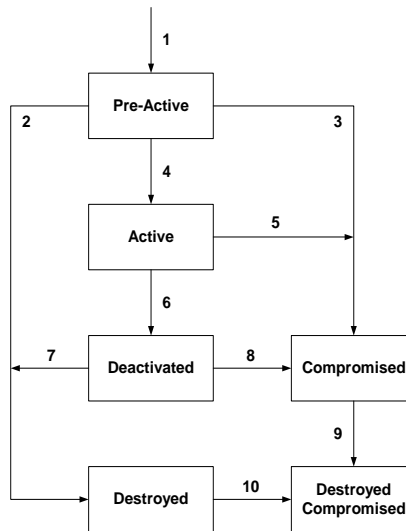 1
Pre-Active
2
3
4
Active
5
6
Deactivated
7
8
Compromised
9
Destroyed
10
Destroyed
Compromised